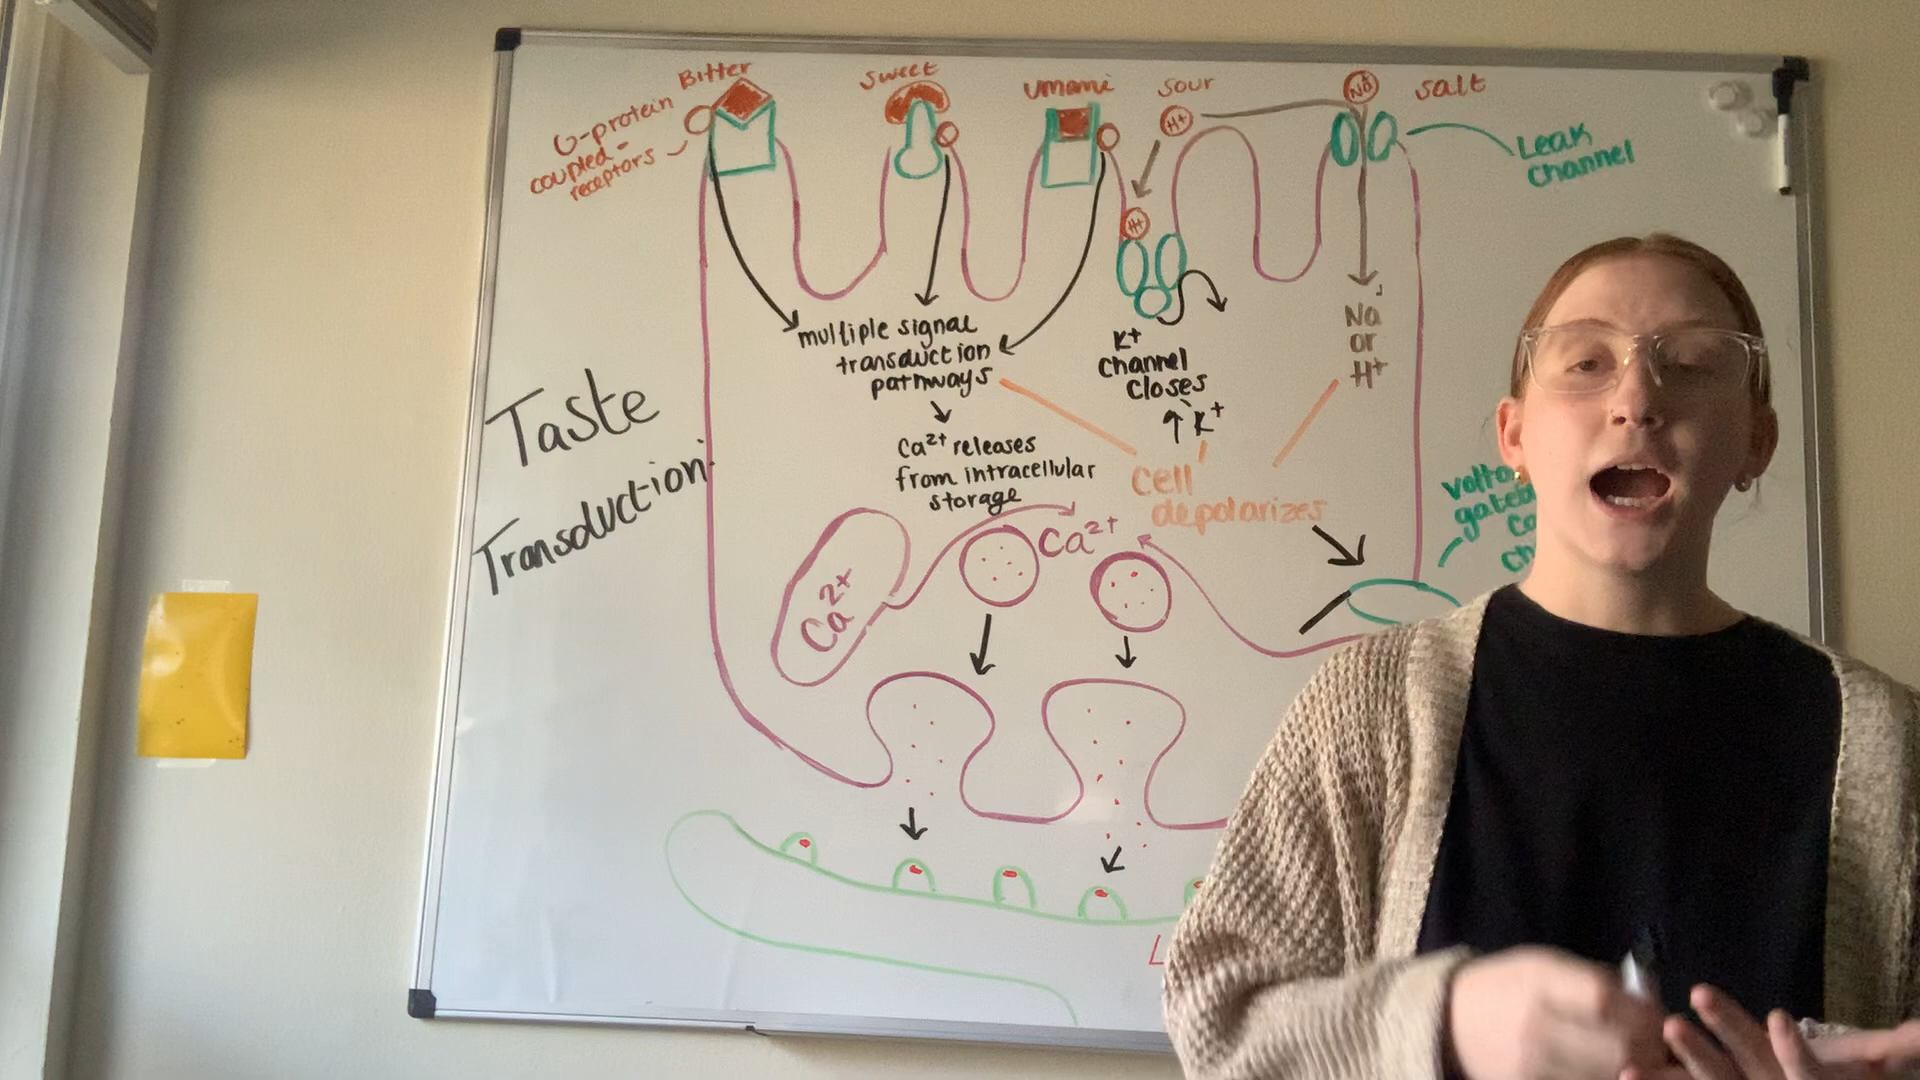 Bitter
sweet
umami
sour
salt
G-protein
coupled-
receptors
H+
Na
Leak
channel
H+
multiple signal
transduction
pathways
K+
channel
closes
↑ K+
Na
or
H+
Ca2+ releases
from intracellular
storage
cell
depolarizes
Taste
Transduction
gated
Ca2+
Ca2+